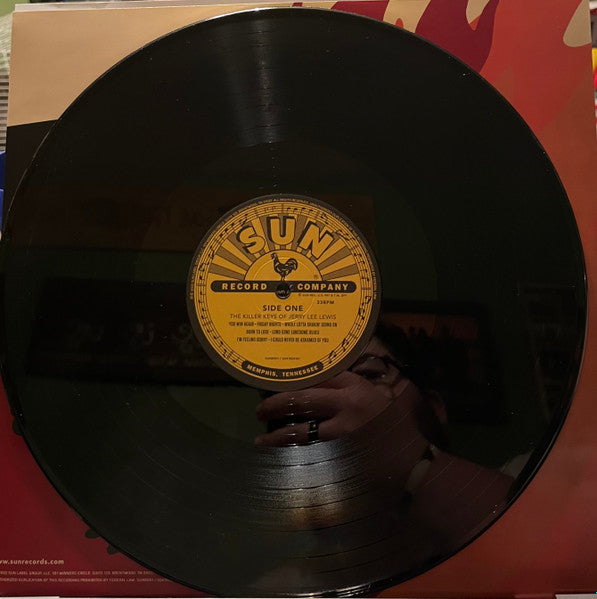 SUN
RECORD COMPANY
SIDE ONE
33RPM
THE KILLER KEYS OF JERRY LEE LEWIS
YOU WIN AGAIN • FRIDAY NIGHTS • WHOLE LOTTA SHAKIN' GOING ON
BORN TO LOSE • LONG GONE LONESOME BLUES
I'M FEELING SORRY • I COULD NEVER BE ASHAMED OF YOU
MEMPHIS, TENNESSEE
www.sunrecords.com